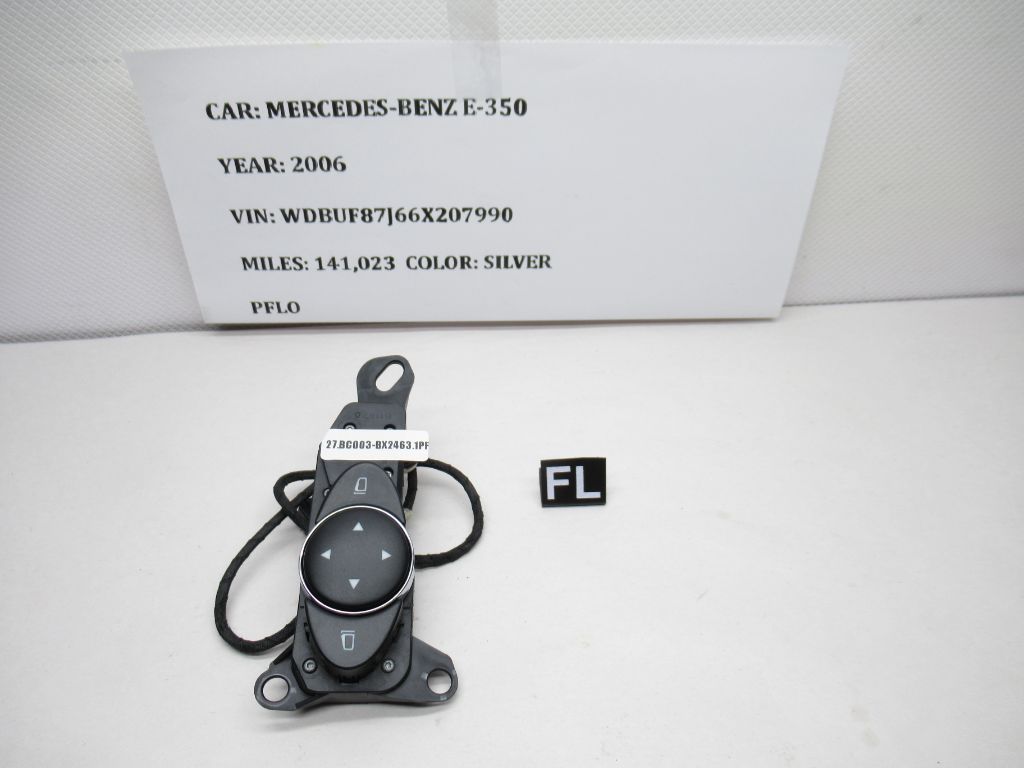 CAR: MERCEDES-BENZ E-350
YEAR: 2006
VIN: WDBUF87J66X207990
MILES: 141,023 COLOR: SILVER
PFLO
27.BC003-BX2463.1PF
FL